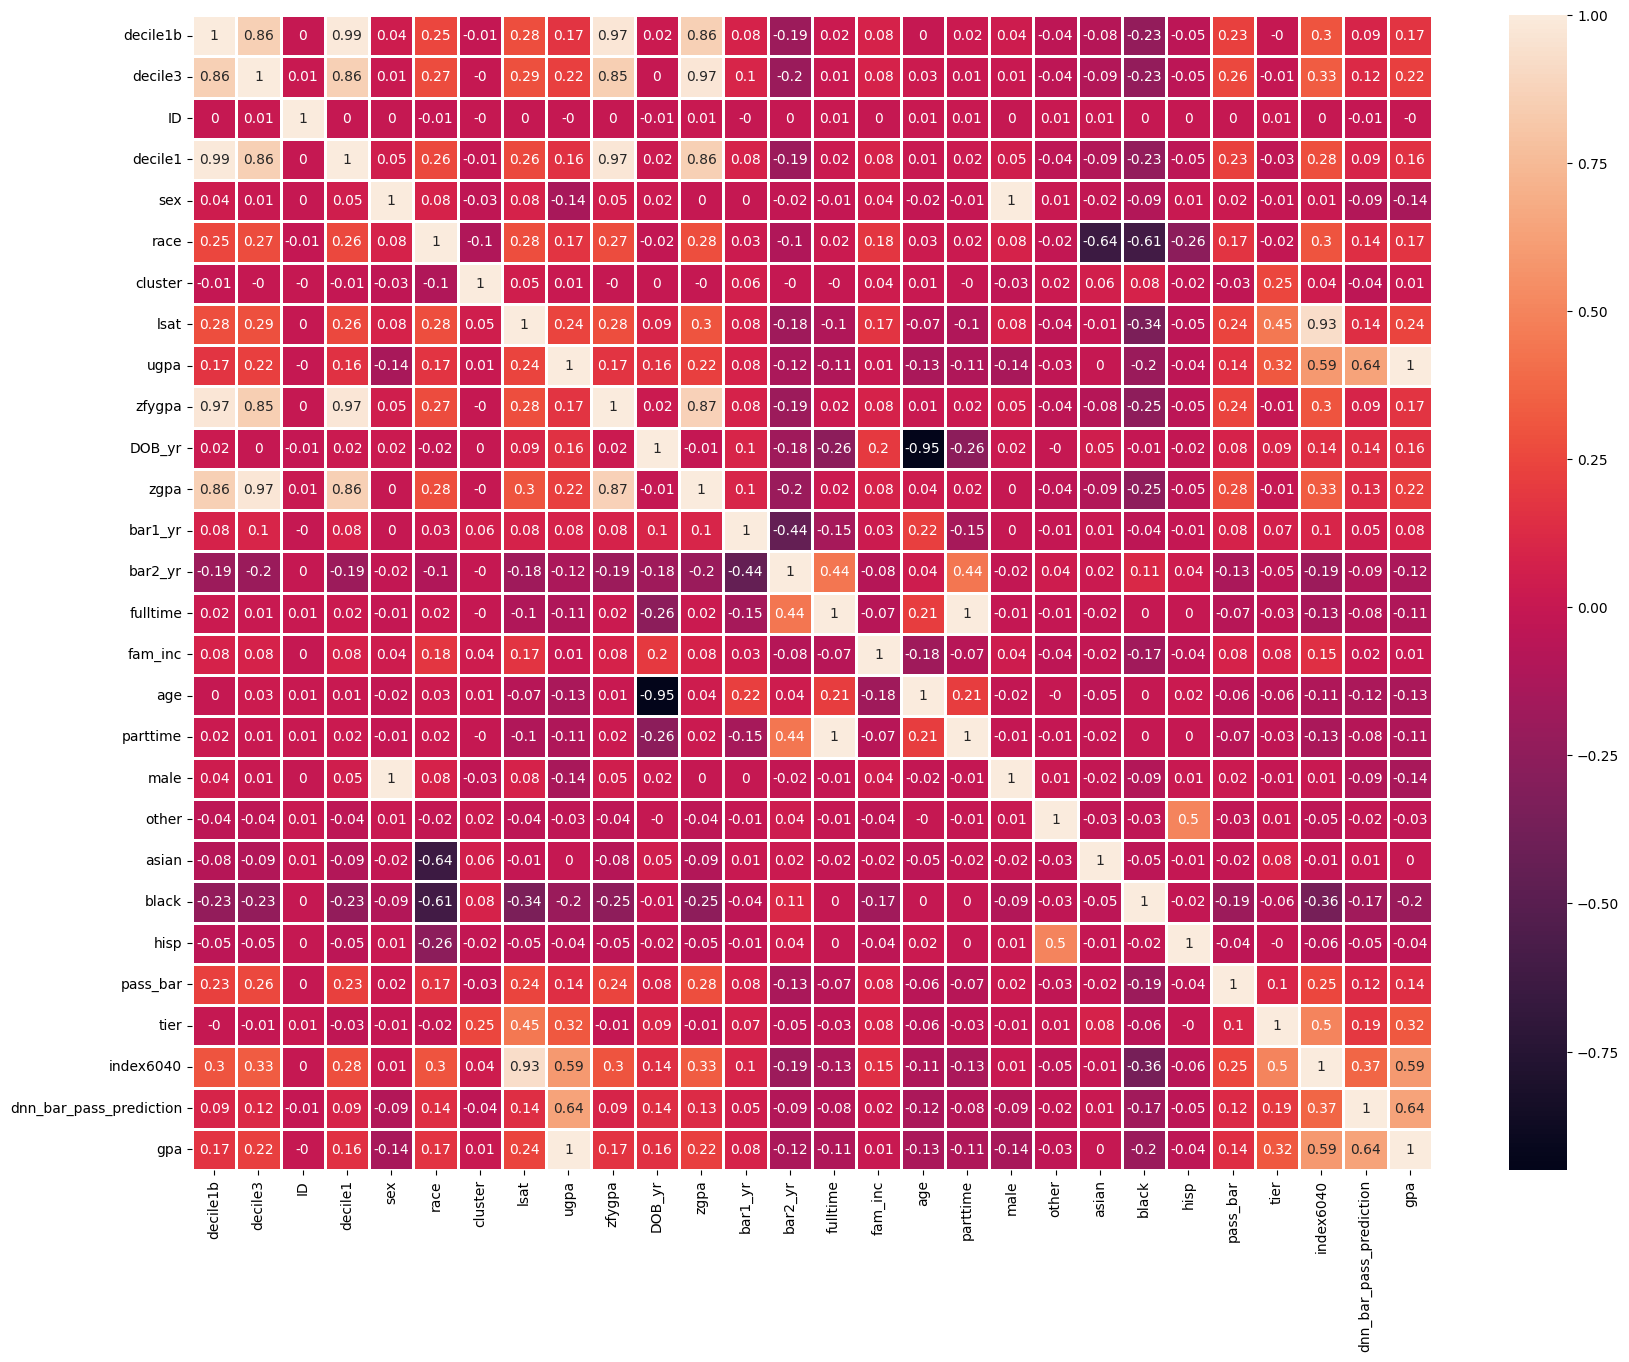 decile1b 1 0.86 0 0.99 0.04 0.25 -0.01 0.28 0.17 0.97 0.02 0.86 0.08 -0.19 0.02 0.08 0 0.02 0.04 -0.04 -0.08 -0.23 -0.05 0.23 -0 0.3 0.09 0.17
decile3 0.86 1 0.01 0.86 0.01 0.27 -0 0.29 0.22 0.85 0 0.97 0.1 -0.2 0.01 0.08 0.03 0.01 0.01 -0.04 -0.09 -0.23 -0.05 0.26 -0.01 0.33 0.12 0.22
ID 0 0.01 1 0 0 -0.01 -0 0 -0 0 -0.01 0.01 -0 0 0.01 0 0.01 0.01 0 0.01 0.01 0 0 0 0.01 0 -0.01 -0
decile1 0.99 0.86 0 1 0.05 0.26 -0.01 0.26 0.16 0.97 0.02 0.86 0.08 -0.19 0.02 0.08 0.01 0.02 0.05 -0.04 -0.09 -0.23 -0.05 0.23 -0.03 0.28 0.09 0.16
sex 0.04 0.01 0 0.05 1 0.08 -0.03 0.08 -0.14 0.05 0.02 0 0 -0.02 -0.01 0.04 -0.02 -0.01 1 0.01 -0.02 -0.09 0.01 0.02 -0.01 0.01 -0.09 -0.14
race 0.25 0.27 -0.01 0.26 0.08 1 -0.1 0.28 0.17 0.27 -0.02 0.28 0.03 -0.1 0.02 0.18 0.03 0.02 0.08 -0.02 -0.64 -0.61 -0.26 0.17 -0.02 0.3 0.14 0.17
cluster -0.01 -0 -0 -0.01 -0.03 -0.1 1 0.05 0.01 -0 0 -0 0.06 -0 -0 0.04 0.01 -0 -0.03 0.02 0.06 0.08 -0.02 -0.03 0.25 0.04 -0.04 0.01
lsat 0.28 0.29 0 0.26 0.08 0.28 0.05 1 0.24 0.28 0.09 0.3 0.08 -0.18 -0.1 0.17 -0.07 -0.1 0.08 -0.04 -0.01 -0.34 -0.05 0.24 0.45 0.93 0.14 0.24
ugpa 0.17 0.22 -0 0.16 -0.14 0.17 0.01 0.24 1 0.17 0.16 0.22 0.08 -0.12 -0.11 0.01 -0.13 -0.11 -0.14 -0.03 0 -0.2 -0.04 0.14 0.32 0.59 0.64 1
zfygpa 0.97 0.85 0 0.97 0.05 0.27 -0 0.28 0.17 1 0.02 0.87 0.08 -0.19 0.02 0.08 0.01 0.02 0.05 -0.04 -0.08 -0.25 -0.05 0.24 -0.01 0.3 0.09 0.17
DOB_yr 0.02 0 -0.01 0.02 0.02 -0.02 0 0.09 0.16 0.02 1 -0.01 0.1 -0.18 -0.26 0.2 -0.95 -0.26 0.02 -0 0.05 -0.01 -0.02 0.08 0.09 0.14 0.14 0.16
zgpa 0.86 0.97 0.01 0.86 0 0.28 -0 0.3 0.22 0.87 -0.01 1 0.1 -0.2 0.02 0.08 0.04 0.02 0 -0.04 -0.09 -0.25 -0.05 0.28 -0.01 0.33 0.13 0.22
bar1_yr 0.08 0.1 -0 0.08 0 0.03 0.06 0.08 0.08 0.08 0.1 0.1 1 -0.44 -0.15 0.03 0.22 -0.15 0 -0.01 0.01 -0.04 -0.01 0.08 0.07 0.1 0.05 0.08
bar2_yr -0.19 -0.2 0 -0.19 -0.02 -0.1 -0 -0.18 -0.12 -0.19 -0.18 -0.2 -0.44 1 0.44 -0.08 0.04 0.44 -0.02 0.04 0.02 0.11 0.04 -0.13 -0.05 -0.19 -0.09 -0.12
fulltime 0.02 0.01 0.01 0.02 -0.01 0.02 -0 -0.1 -0.11 0.02 -0.26 0.02 -0.15 0.44 1 -0.07 0.21 1 -0.01 -0.01 -0.02 0 0 -0.07 -0.03 -0.13 -0.08 -0.11
fam_inc 0.08 0.08 0 0.08 0.04 0.18 0.04 0.17 0.01 0.08 0.2 0.08 0.03 -0.08 -0.07 1 -0.18 -0.07 0.04 -0.04 -0.02 -0.17 -0.04 0.08 0.08 0.15 0.02 0.01
age 0 0.03 0.01 0.01 -0.02 0.03 0.01 -0.07 -0.13 0.01 -0.95 0.04 0.22 0.04 0.21 -0.18 1 0.21 -0.02 -0 -0.05 0 0.02 -0.06 -0.06 -0.11 -0.12 -0.13
parttime 0.02 0.01 0.01 0.02 -0.01 0.02 -0 -0.1 -0.11 0.02 -0.26 0.02 -0.15 0.44 1 -0.07 0.21 1 -0.01 -0.01 -0.02 0 0 -0.07 -0.03 -0.13 -0.08 -0.11
male 0.04 0.01 0 0.05 1 0.08 -0.03 0.08 -0.14 0.05 0.02 0 0 -0.02 -0.01 0.04 -0.02 -0.01 1 0.01 -0.02 -0.09 0.01 0.02 -0.01 0.01 -0.09 -0.14
other -0.04 -0.04 0.01 -0.04 0.01 -0.02 0.02 -0.04 -0.03 -0.04 -0 -0.04 -0.01 0.04 -0.01 -0.04 -0 -0.01 0.01 1 -0.03 -0.03 0.5 -0.03 0.01 -0.05 -0.02 -0.03
asian -0.08 -0.09 0.01 -0.09 -0.02 -0.64 0.06 -0.01 0 -0.08 0.05 -0.09 0.01 0.02 -0.02 -0.02 -0.05 -0.02 -0.02 -0.03 1 -0.05 -0.01 -0.02 0.08 -0.01 0.01 0
black -0.23 -0.23 0 -0.23 -0.09 -0.61 0.08 -0.34 -0.2 -0.25 -0.01 -0.25 -0.04 0.11 0 -0.17 0 0 -0.09 -0.03 -0.05 1 -0.02 -0.19 -0.06 -0.36 -0.17 -0.2
hisp -0.05 -0.05 0 -0.05 0.01 -0.26 -0.02 -0.05 -0.04 -0.05 -0.02 -0.05 -0.01 0.04 0 -0.04 0.02 0 0.01 0.5 -0.01 -0.02 1 -0.04 -0 -0.06 -0.05 -0.04
pass_bar 0.23 0.26 0 0.23 0.02 0.17 -0.03 0.24 0.14 0.24 0.08 0.28 0.08 -0.13 -0.07 0.08 -0.06 -0.07 0.02 -0.03 -0.02 -0.19 -0.04 1 0.1 0.25 0.12 0.14
tier -0 -0.01 0.01 -0.03 -0.01 -0.02 0.25 0.45 0.32 -0.01 0.09 -0.01 0.07 -0.05 -0.03 0.08 -0.06 -0.03 -0.01 0.01 0.08 -0.06 -0 0.1 1 0.5 0.19 0.32
index6040 0.3 0.33 0 0.28 0.01 0.3 0.04 0.93 0.59 0.3 0.14 0.33 0.1 -0.19 -0.13 0.15 -0.11 -0.13 0.01 -0.05 -0.01 -0.36 -0.06 0.25 0.5 1 0.37 0.59
dnn_bar_pass_prediction 0.09 0.12 -0.01 0.09 -0.09 0.14 -0.04 0.14 0.64 0.09 0.14 0.13 0.05 -0.09 -0.08 0.02 -0.12 -0.08 -0.09 -0.02 0.01 -0.17 -0.05 0.12 0.19 0.37 1 0.64
gpa 0.17 0.22 -0 0.16 -0.14 0.17 0.01 0.24 1 0.17 0.16 0.22 0.08 -0.12 -0.11 0.01 -0.13 -0.11 -0.14 -0.03 0 -0.2 -0.04 0.14 0.32 0.59 0.64 1
decile1b decile3 ID decile1 sex race cluster lsat ugpa zfygpa DOB_yr zgpa bar1_yr bar2_yr fulltime fam_inc age parttime male other asian black hisp pass_bar tier index6040 dnn_bar_pass_prediction gpa
1.00
0.75
0.50
0.25
0.00
−0.25
−0.50
−0.75